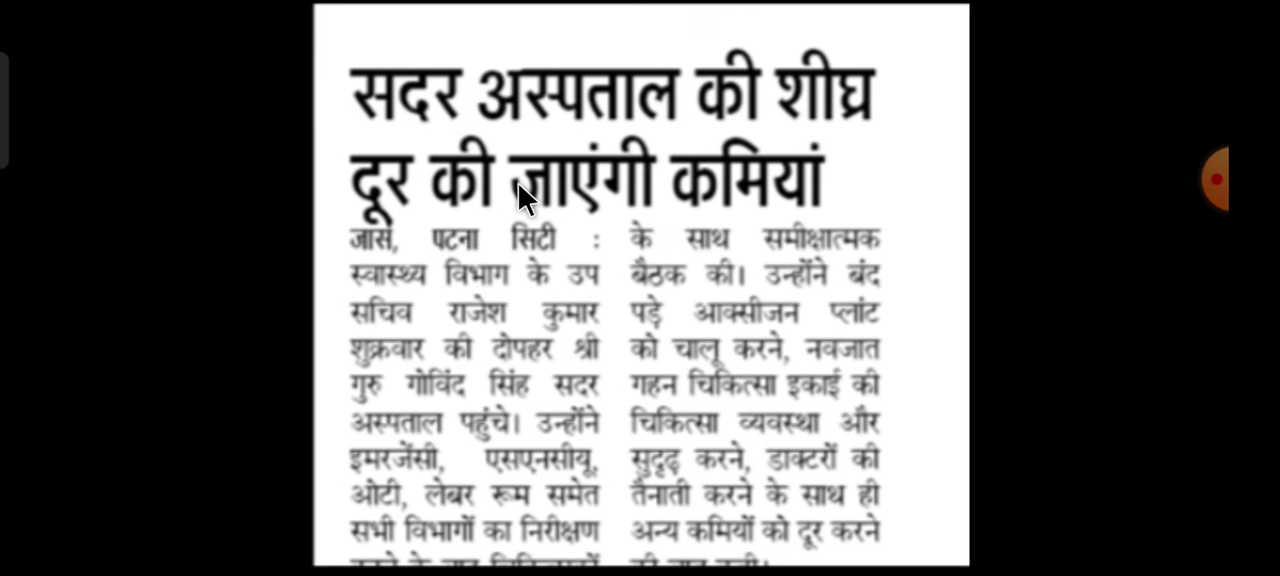 सदर अस्पताल की शीघ्र
दूर की जाएंगी कमियां
जासं, पटना सिटी :
स्वास्थ्य विभाग के उप
सचिव राजेश कुमार
शुक्रवार की दोपहर श्री
गुरु गोविंद सिंह सदर
अस्पताल पहुंचे। उन्होंने
इमरजेंसी, एसएनसीयू,
ओटी, लेबर रूम समेत
सभी विभागों का निरीक्षण
के साथ समीक्षात्मक
बैठक की। उन्होंने बंद
पड़े आक्सीजन प्लांट
को चालू करने, नवजात
गहन चिकित्सा इकाई की
चिकित्सा व्यवस्था और
सुदृढ़ करने, डाक्टरों की
तैनाती करने के साथ ही
अन्य कमियों को दूर करने